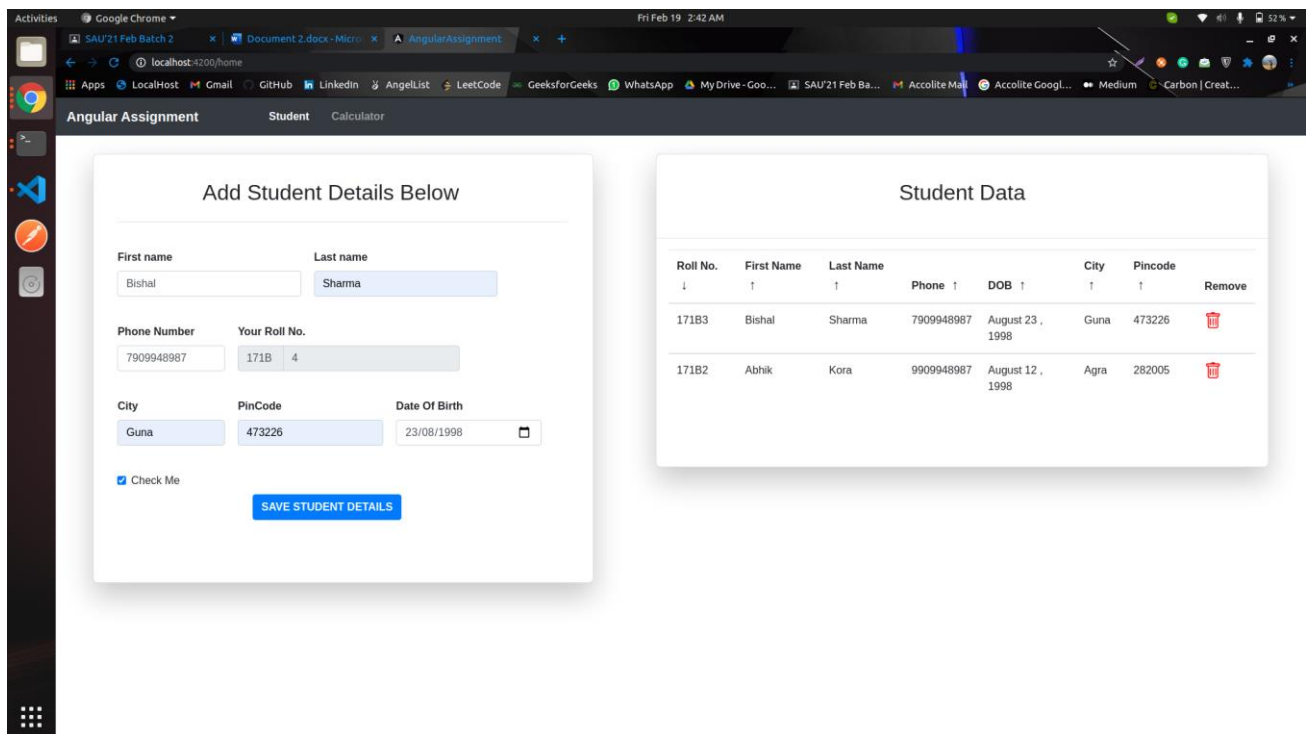 Activities Google Chrome Fri Feb 19 2:42 AM 52 %
SAU'21 Feb Batch 2 Document 2.docx - Micro AngularAssignment
localhost:4200/home
Apps LocalHost Gmail GitHub LinkedIn AngelList LeetCode GeeksforGeeks WhatsApp My Drive - Goo... SAU'21 Feb Ba... Accolite Mail Accolite Googl... Medium Carbon | Creat...
Angular Assignment Student Calculator
Add Student Details Below
First name Last name
Bishal Sharma
Phone Number Your Roll No.
7909948987 171B 4
City PinCode Date Of Birth
Guna 473226 23/08/1998
Check Me
SAVE STUDENT DETAILS
Student Data
Roll No. First Name Last Name City Pincode
↓ ↑ ↑ Phone ↑ DOB ↑ ↑ ↑ Remove
171B3 Bishal Sharma 7909948987 August 23 , Guna 473226
1998
171B2 Abhik Kora 9909948987 August 12 , Agra 282005
1998